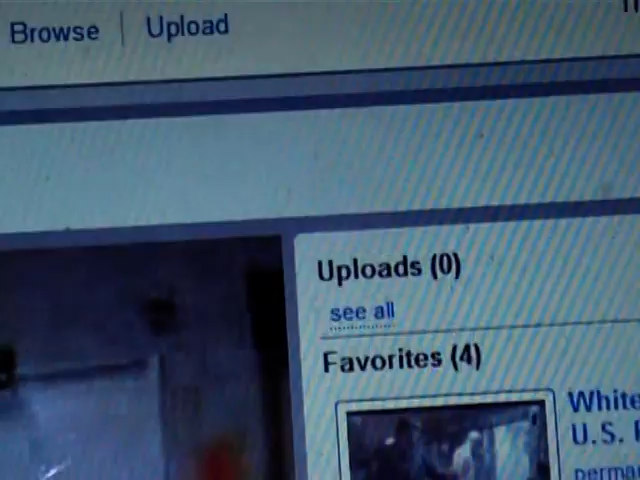 Browse | Upload
Uploads (0)
see all
Favorites (4)
White
U.S.